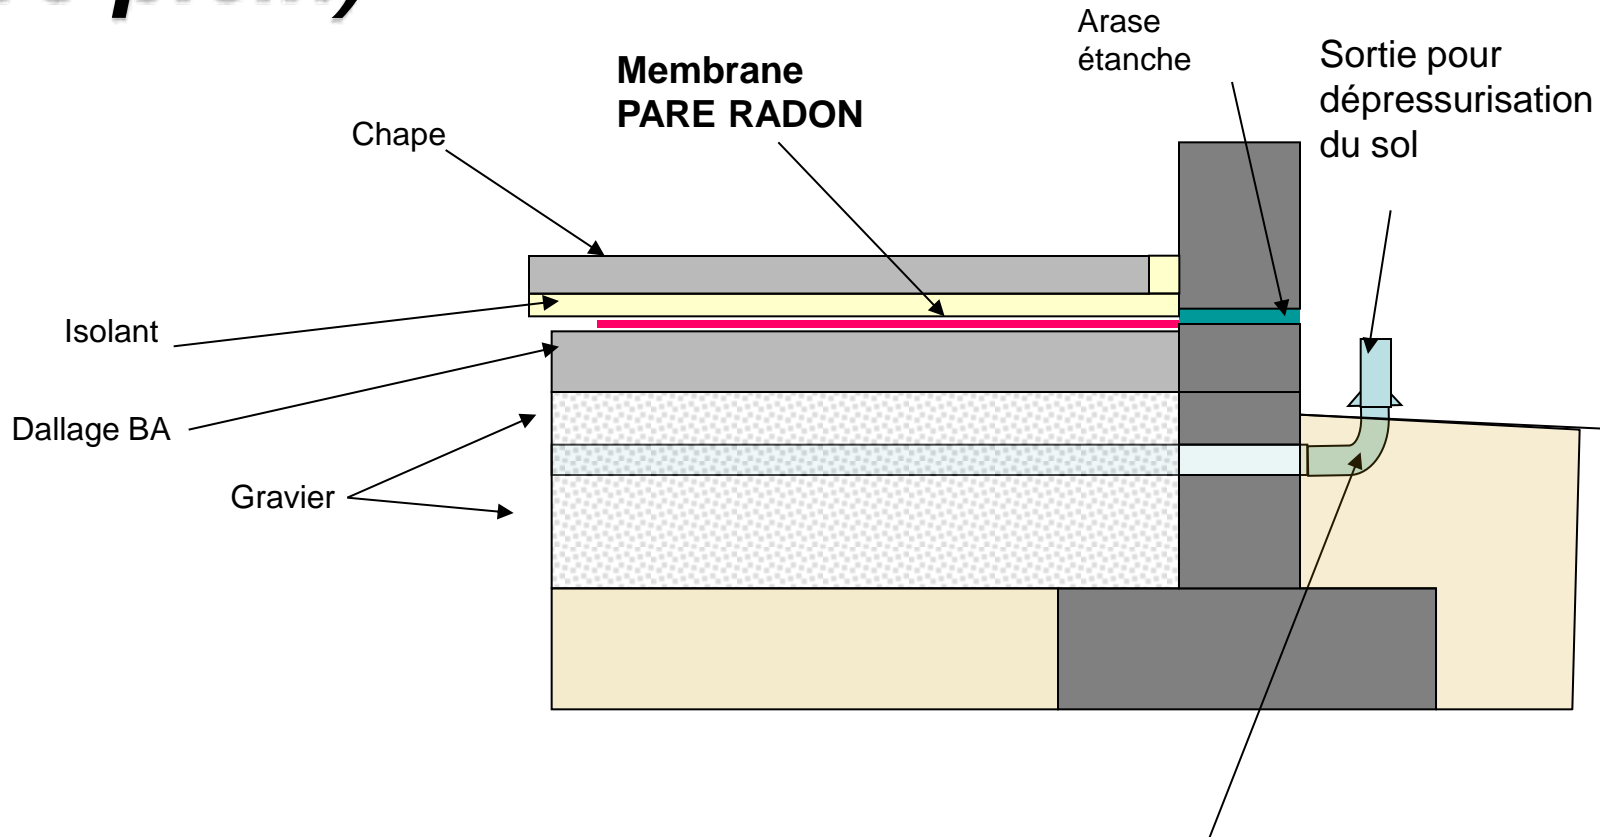 Arase
étanche
Sortie pour
dépressurisation
du sol
Membrane
PARE RADON
Chape
Isolant
Dallage BA
Gravier